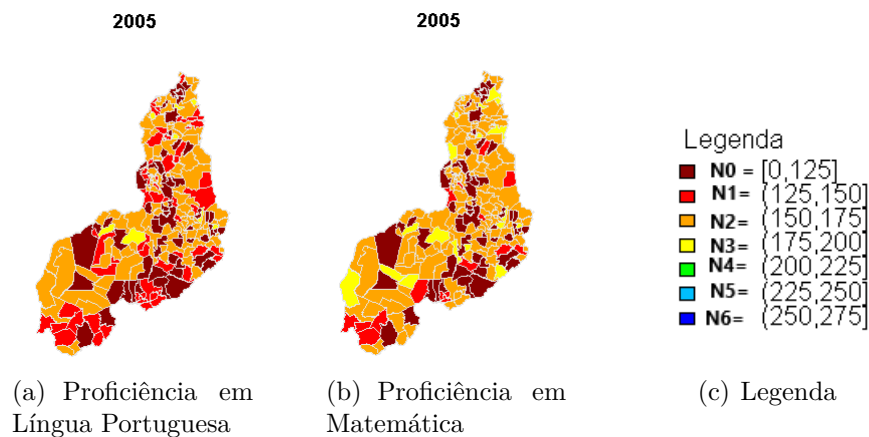 2005
2005
Legenda
N0 = [0,125]
N1= (125,150]
N2= (150,175]
N3= (175,200]
N4= (200,225]
N5= (225,250]
N6= (250,275]
(a) Proficiência em
Língua Portuguesa
(b) Proficiência em
Matemática
(c) Legenda